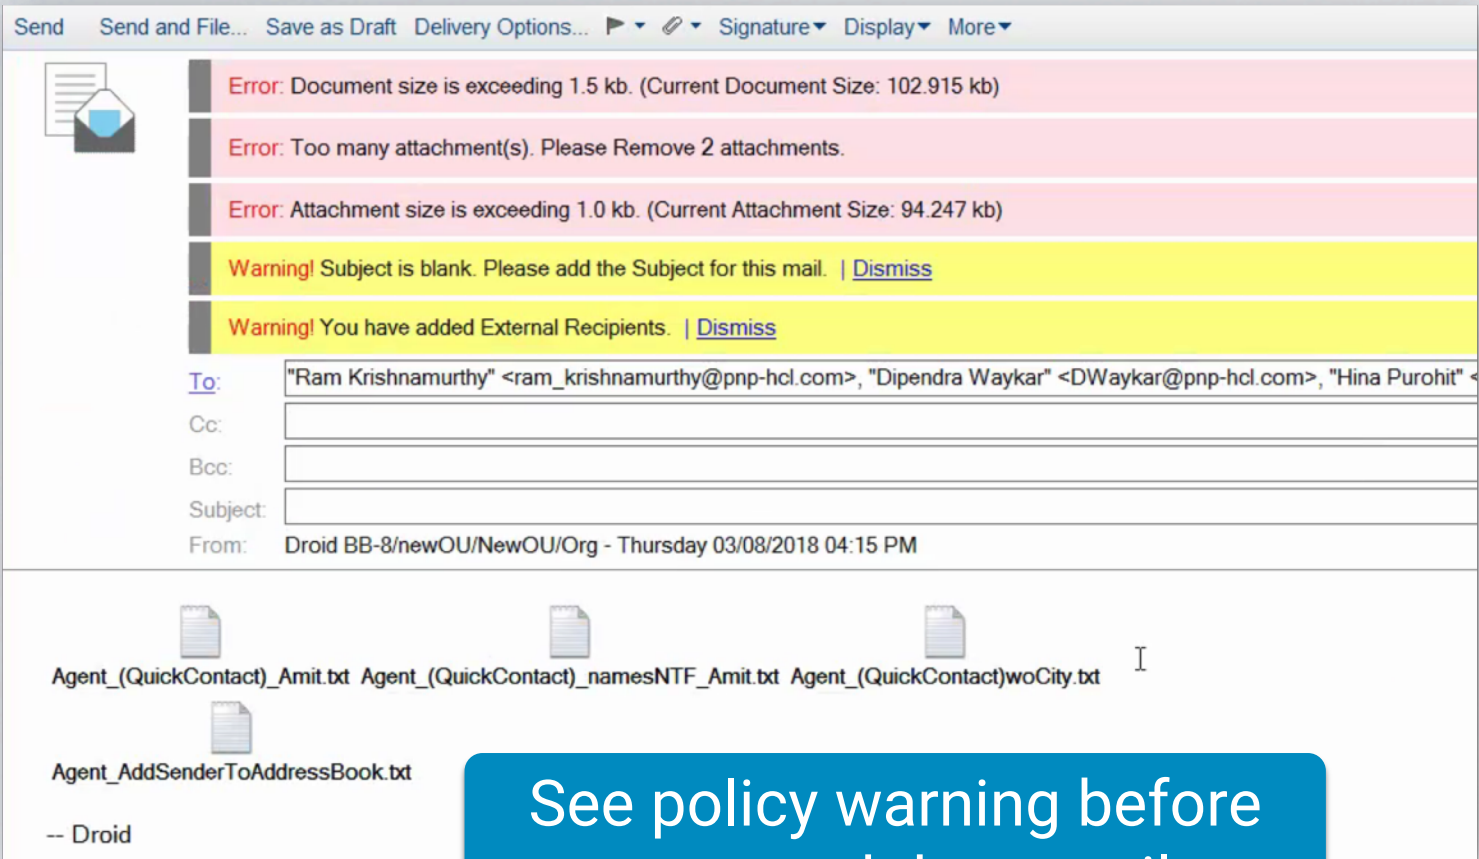 Send Send and File... Save as Draft Delivery Options... Signature Display More
Error: Document size is exceeding 1.5 kb. (Current Document Size: 102.915 kb)
Error: Too many attachment(s). Please Remove 2 attachments.
Error: Attachment size is exceeding 1.0 kb. (Current Attachment Size: 94.247 kb)
Warning! Subject is blank. Please add the Subject for this mail. | Dismiss
Warning! You have added External Recipients. | Dismiss
To: "Ram Krishnamurthy" <ram_krishnamurthy@pnp-hcl.com>, "Dipendra Waykar" <DWaykar@pnp-hcl.com>, "Hina Purohit" <
Cc:
Bcc:
Subject:
From: Droid BB-8/newOU/NewOU/Org - Thursday 03/08/2018 04:15 PM
Agent_(QuickContact)_Amit.txt Agent_(QuickContact)_namesNTF_Amit.txt Agent_(QuickContact)woCity.txt
Agent_AddSenderToAddressBook.txt
-- Droid
See policy warning before